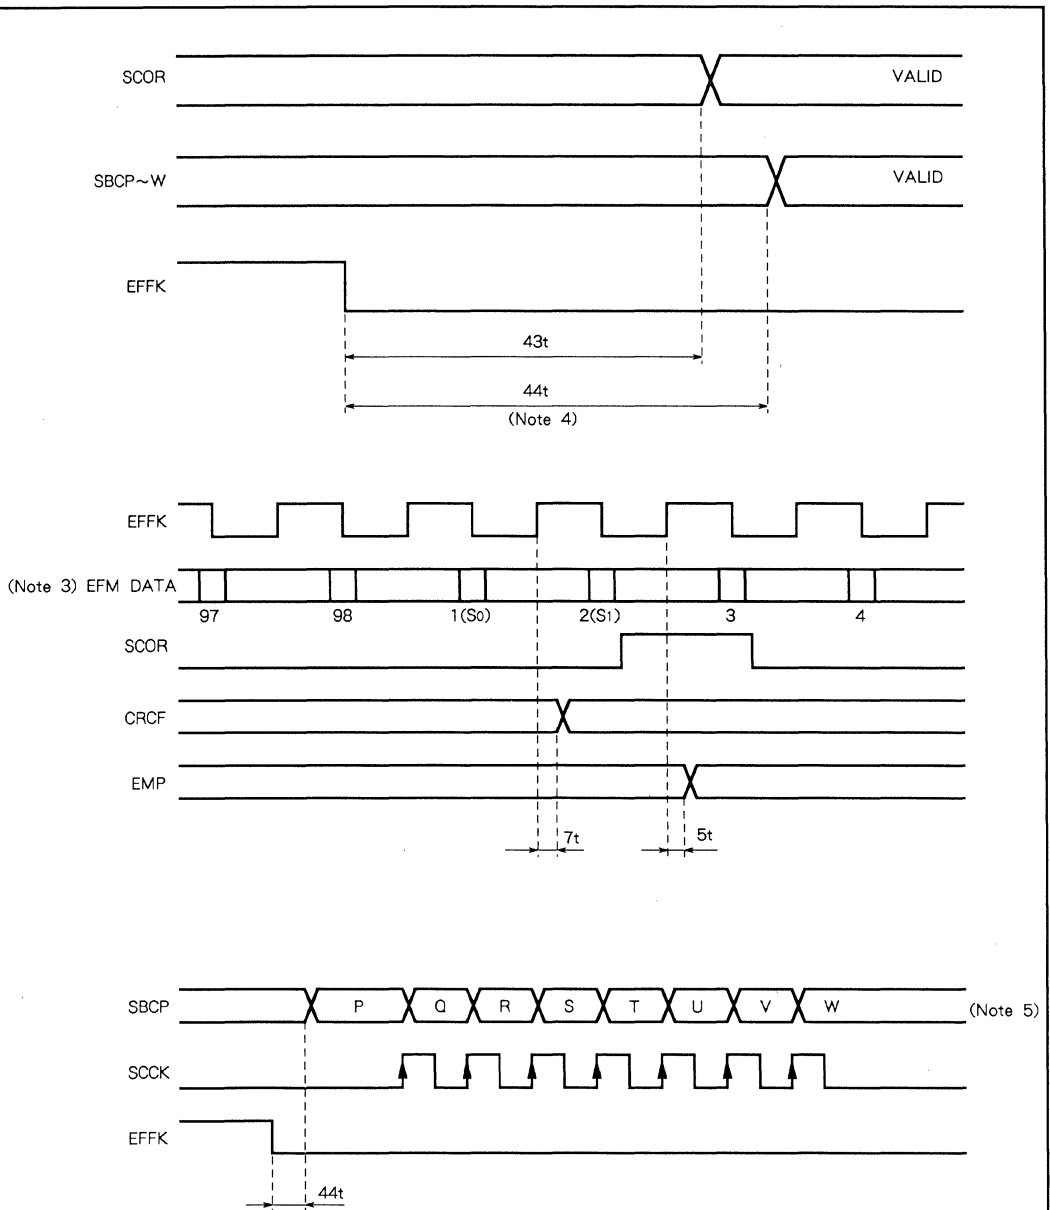 SCOR VALID
SBCP~W VALID
EFFK
43t
44t
(Note 4)
EFFK
(Note 3) EFM DATA
97 98 1(S0) 2(S1) 3 4
SCOR
CRCF
EMP
7t 5t
SBCP P Q R S T U V W (Note 5)
SCCK
EFFK
44t